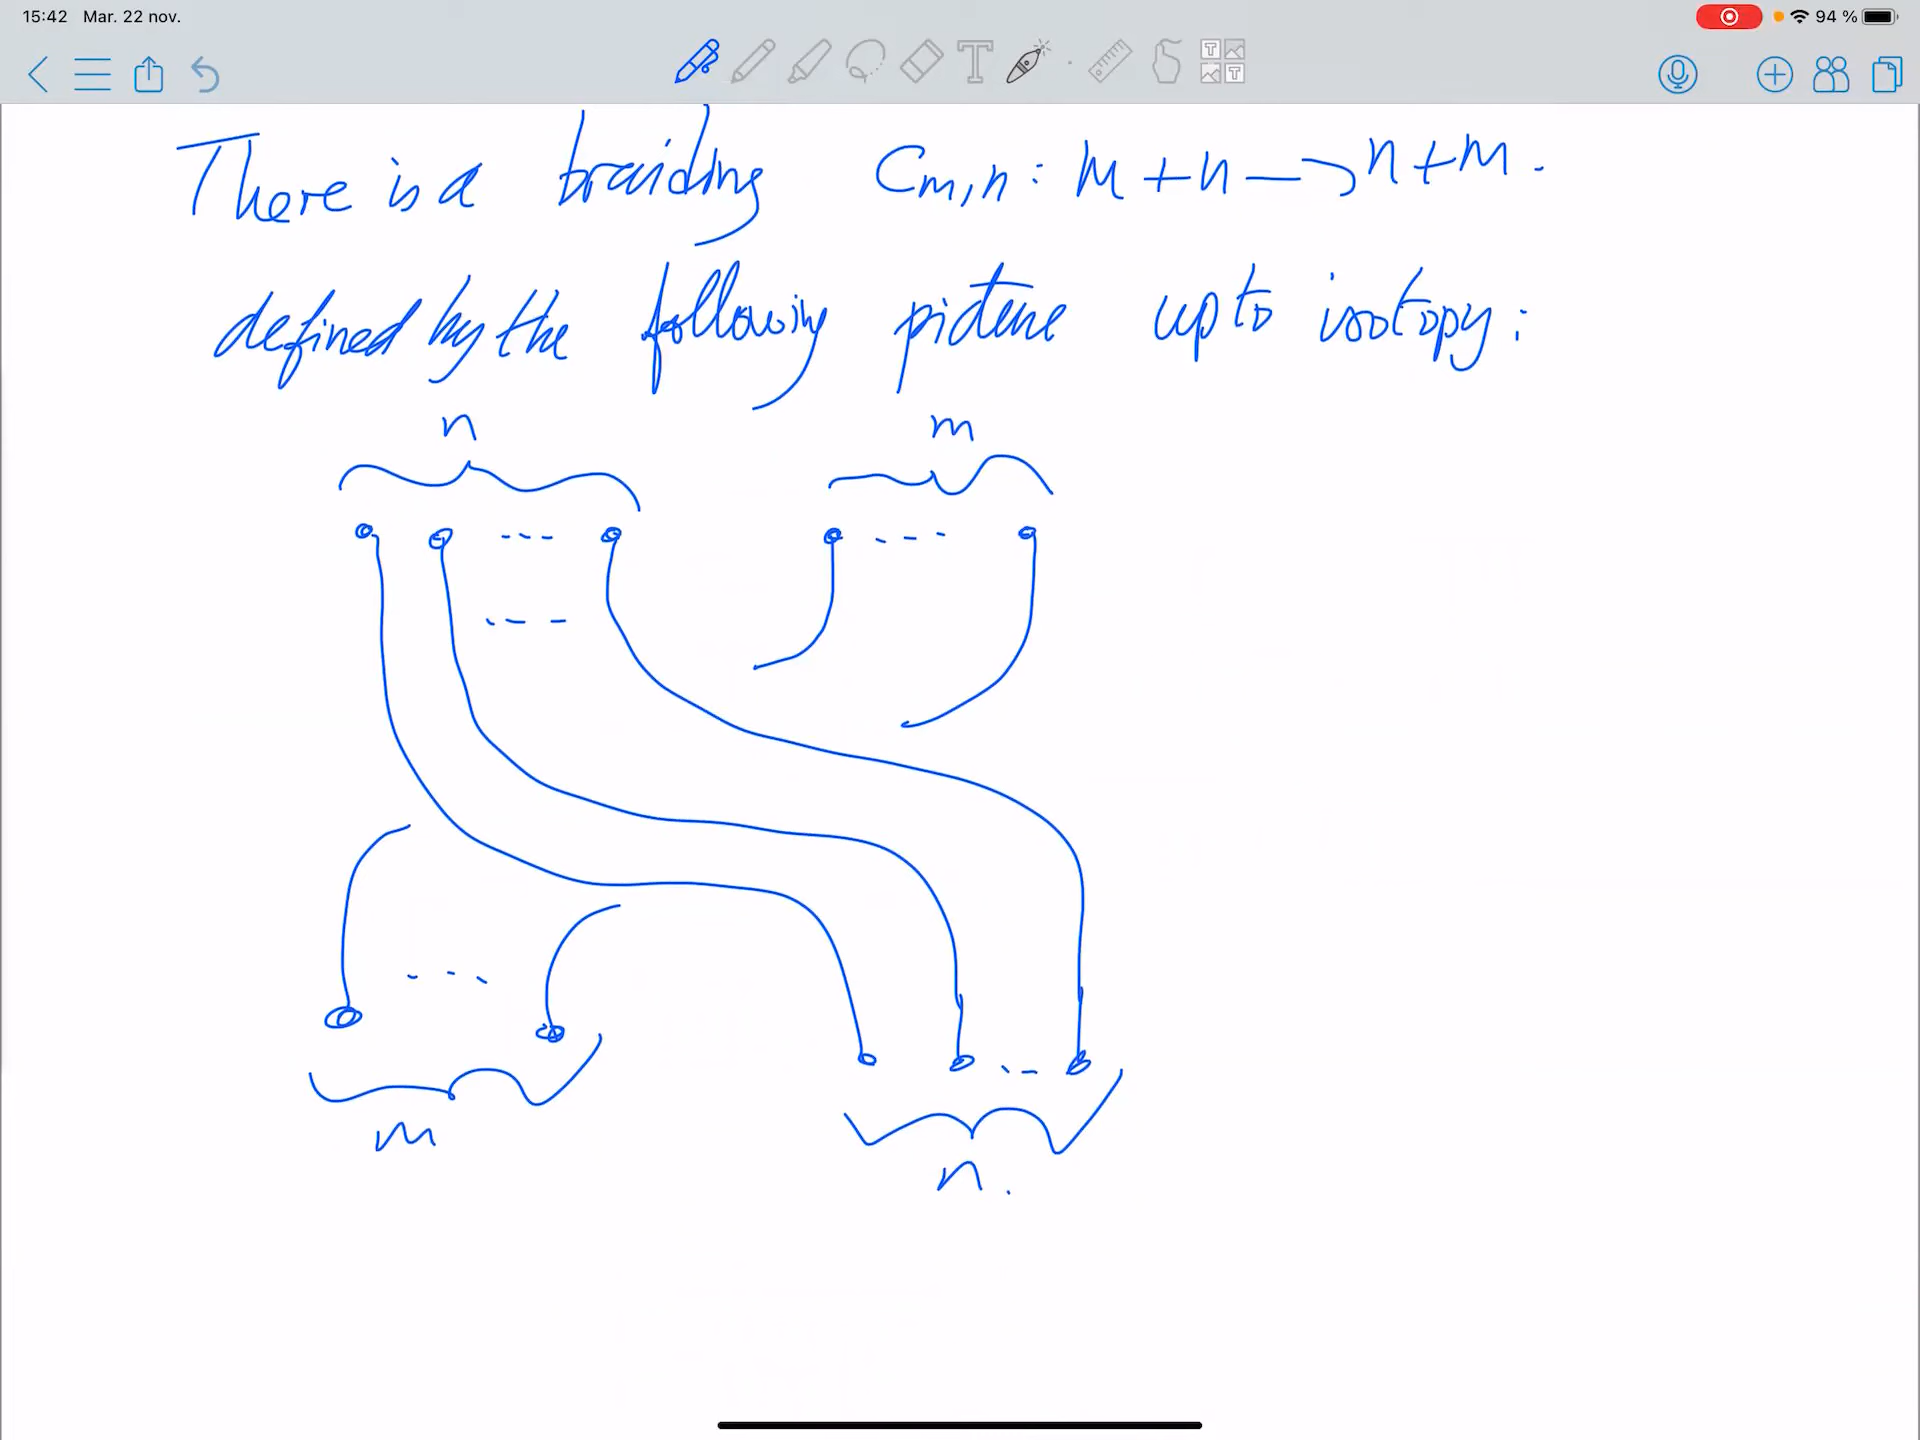 15:42 Mar. 22 nov. 94 %
There is a braiding Cm,n : m + n → n + m .
defined by the following picture up to isotopy :
n m
m
n .